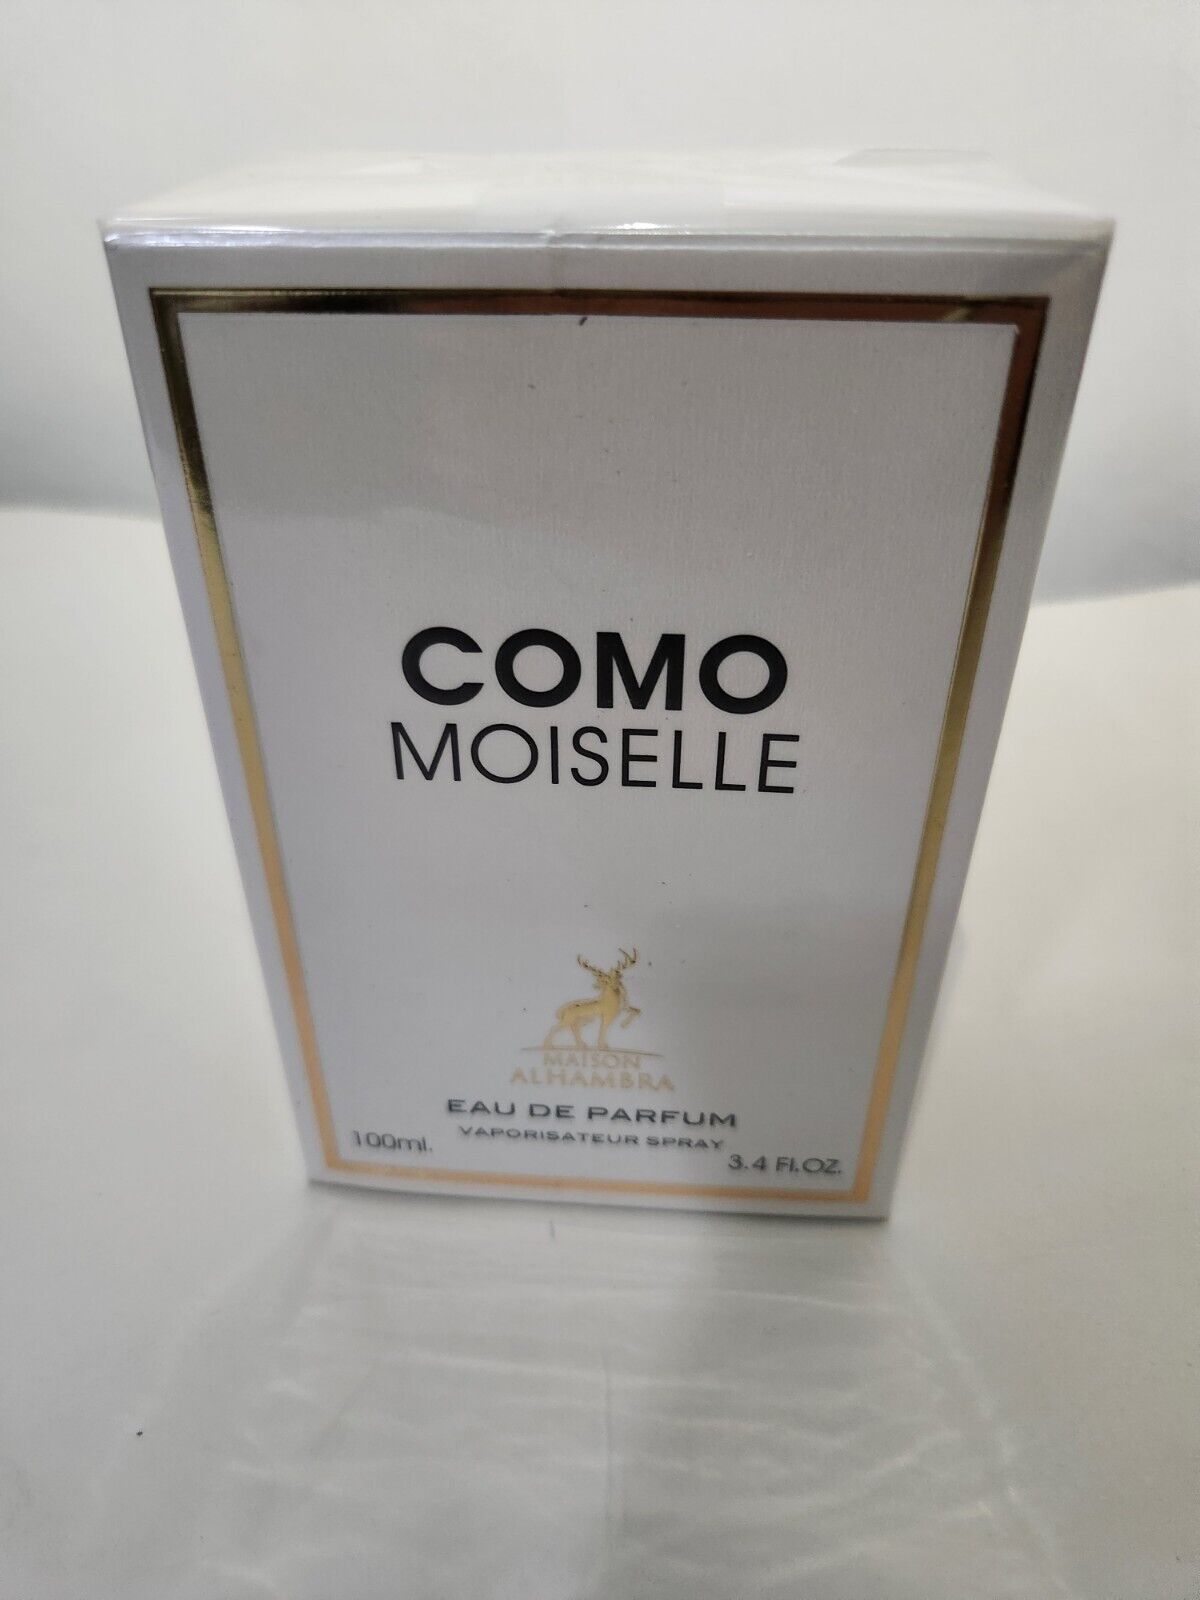 COMO
MOISELLE
MAISON
ALHAMBRA
EAU DE PARFUM
VAPORISATEUR SPRAY
100ml.
3.4 Fl.OZ.